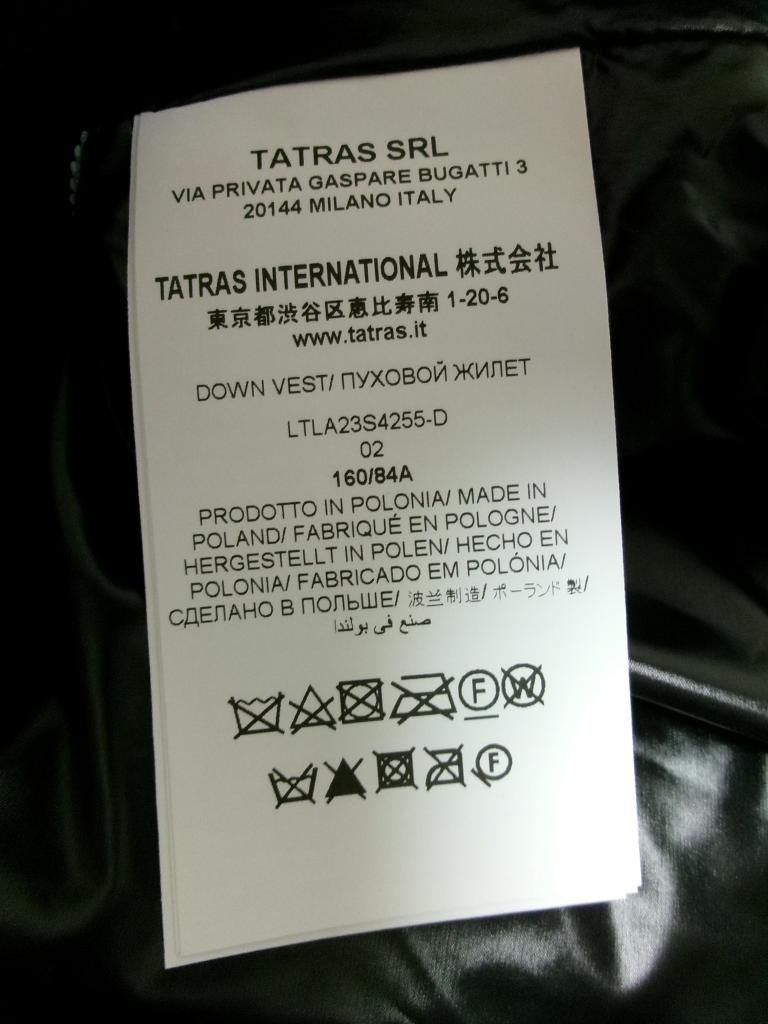 TATRAS SRL
VIA PRIVATA GASPARE BUGATTI 3
20144 MILANO ITALY
TATRAS INTERNATIONAL 株式会社
東京都渋谷区恵比寿南 1-20-6
www.tatras.it
DOWN VEST/ ПУХОВОЙ ЖИЛЕТ
LTLA23S4255-D
02
160/84A
PRODOTTO IN POLONIA/ MADE IN
POLAND/ FABRIQUÉ EN POLOGNE/
HERGESTELLT IN POLEN/ HECHO EN
POLONIA/ FABRICADO EM POLÓNIA/
СДЕЛАНО В ПОЛЬШЕ/ 波兰制造/ ポーランド 製/
صنع في بولندا
F W
F